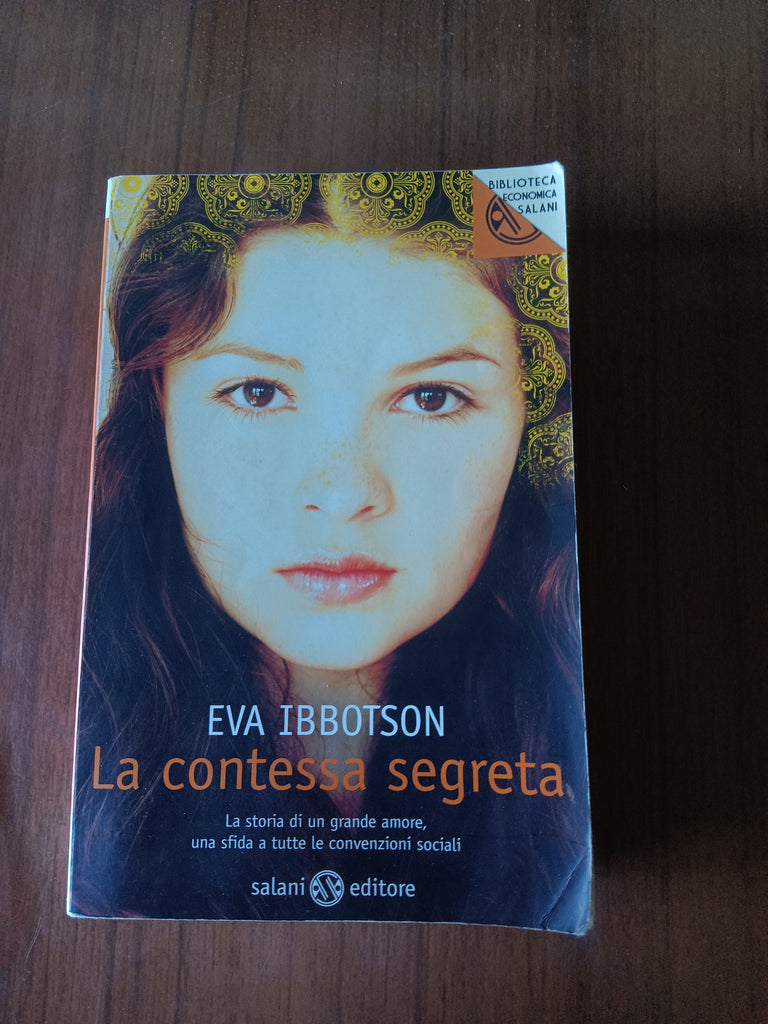 BIBLIOTECA
ECONOMICA
SALANI
EVA IBBOTSON
La contessa segreta
La storia di un grande amore,
una sfida a tutte le convenzioni sociali
salani editore